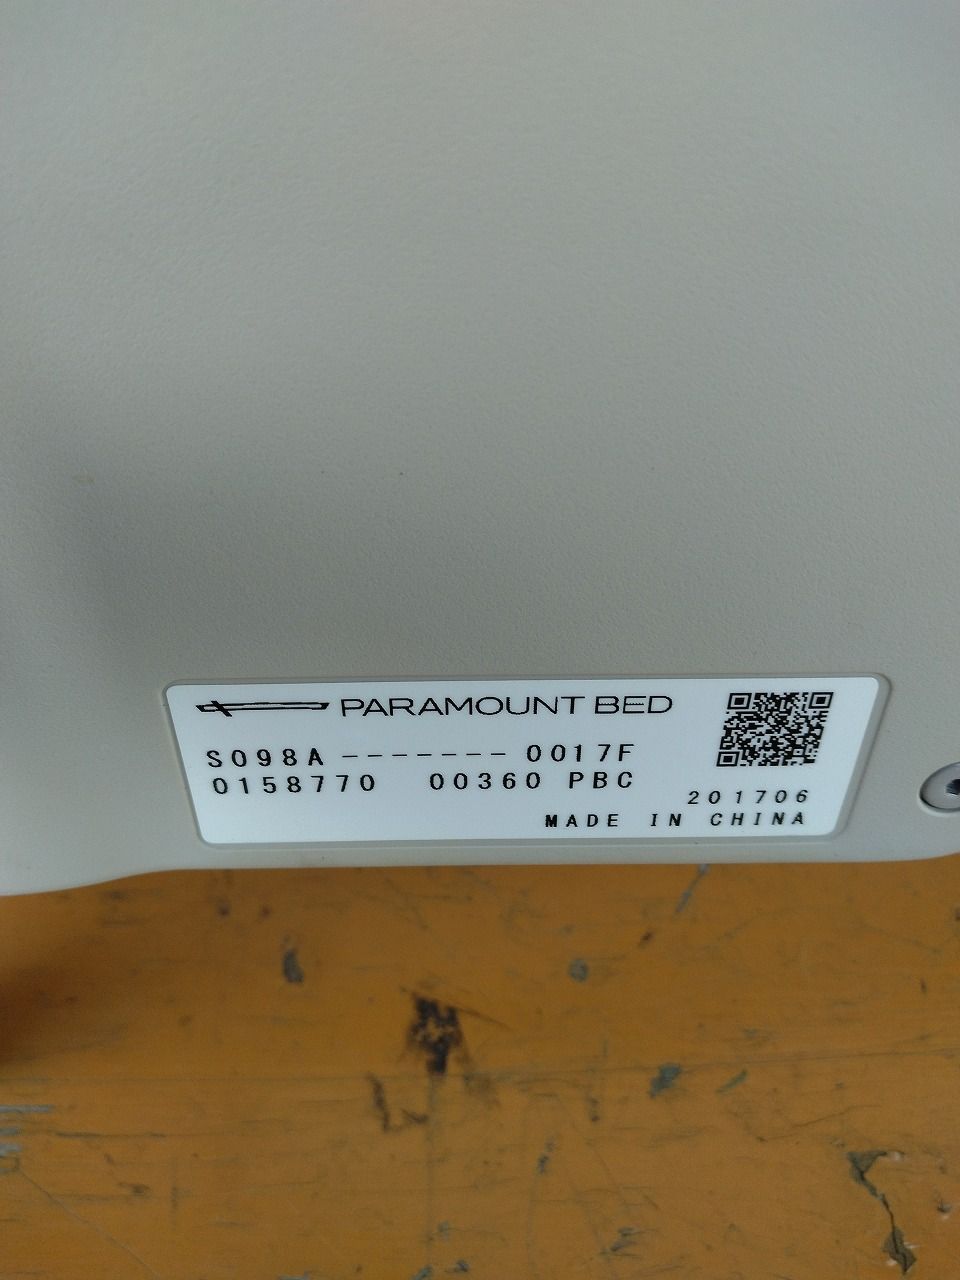 PARAMOUNT BED
S098A ------- 0017F
0158770 00360 PBC
201706
MADE IN CHINA